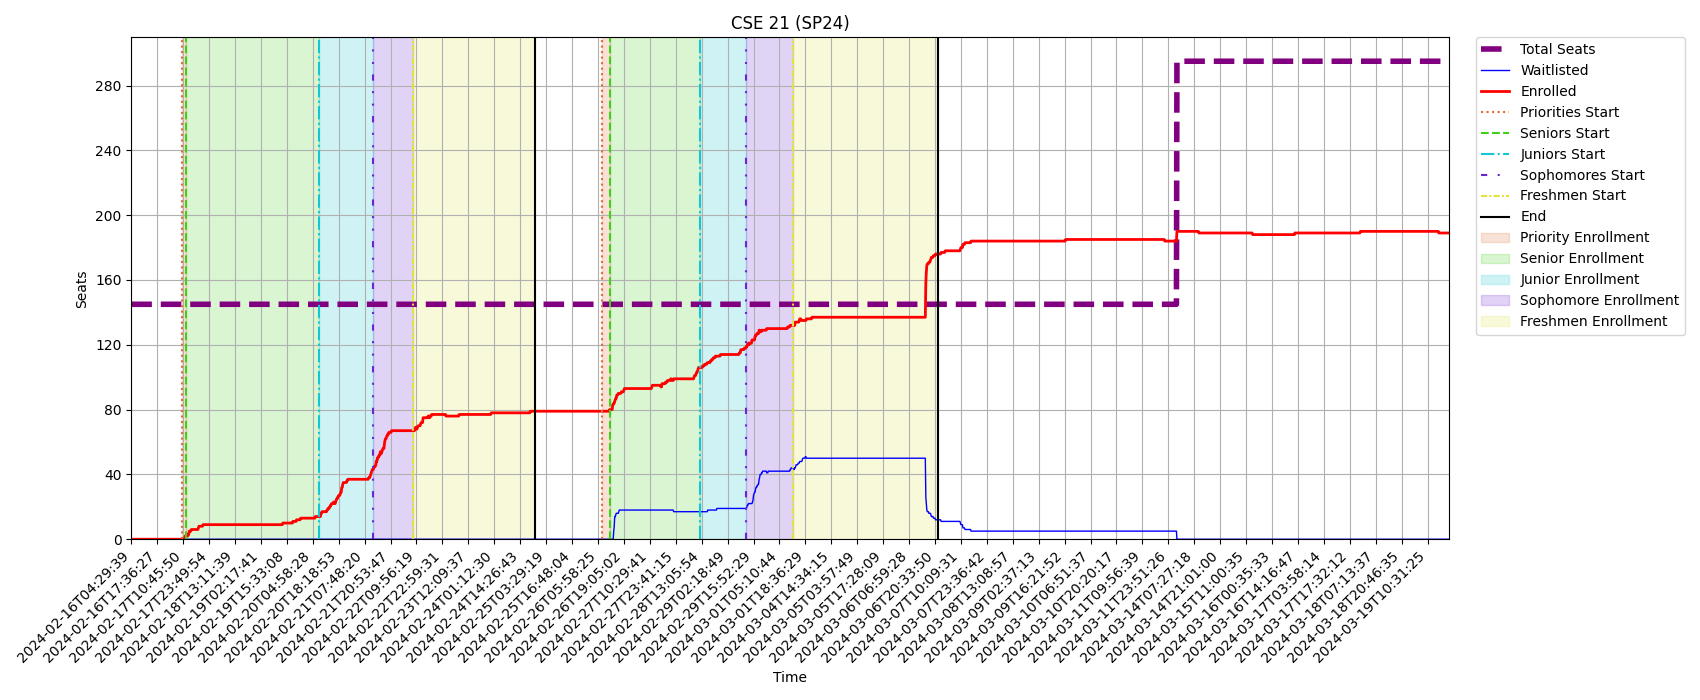 CSE 21 (SP24)
Seats
280
240
200
160
120
80
40
0
2024-02-16T04:29:39
2024-02-16T17:36:27
2024-02-17T10:45:50
2024-02-17T23:49:54
2024-02-18T13:11:39
2024-02-19T02:17:41
2024-02-19T15:33:08
2024-02-20T04:58:28
2024-02-20T18:18:53
2024-02-21T07:48:20
2024-02-21T20:53:47
2024-02-22T09:56:19
2024-02-22T22:59:31
2024-02-23T12:09:37
2024-02-24T01:12:30
2024-02-24T14:26:43
2024-02-25T03:29:19
2024-02-25T16:48:04
2024-02-26T05:58:25
2024-02-26T19:05:02
2024-02-27T10:29:41
2024-02-27T23:41:15
2024-02-28T13:05:54
2024-02-29T02:18:49
2024-02-29T15:52:29
2024-03-01T05:10:44
2024-03-01T18:36:29
2024-03-04T14:34:15
2024-03-05T03:57:49
2024-03-05T17:28:09
2024-03-06T06:59:28
2024-03-06T20:33:50
2024-03-07T10:09:31
2024-03-07T23:36:42
2024-03-08T13:08:57
2024-03-09T02:37:13
2024-03-09T16:21:52
2024-03-10T06:51:37
2024-03-10T20:20:17
2024-03-11T09:56:39
2024-03-11T23:51:26
2024-03-14T07:27:18
2024-03-14T21:01:00
2024-03-15T11:00:35
2024-03-16T00:35:33
2024-03-16T14:16:47
2024-03-17T03:58:14
2024-03-17T17:32:12
2024-03-18T07:13:37
2024-03-18T20:46:35
2024-03-19T10:31:25
Time
Total Seats
Waitlisted
Enrolled
Priorities Start
Seniors Start
Juniors Start
Sophomores Start
Freshmen Start
End
Priority Enrollment
Senior Enrollment
Junior Enrollment
Sophomore Enrollment
Freshmen Enrollment